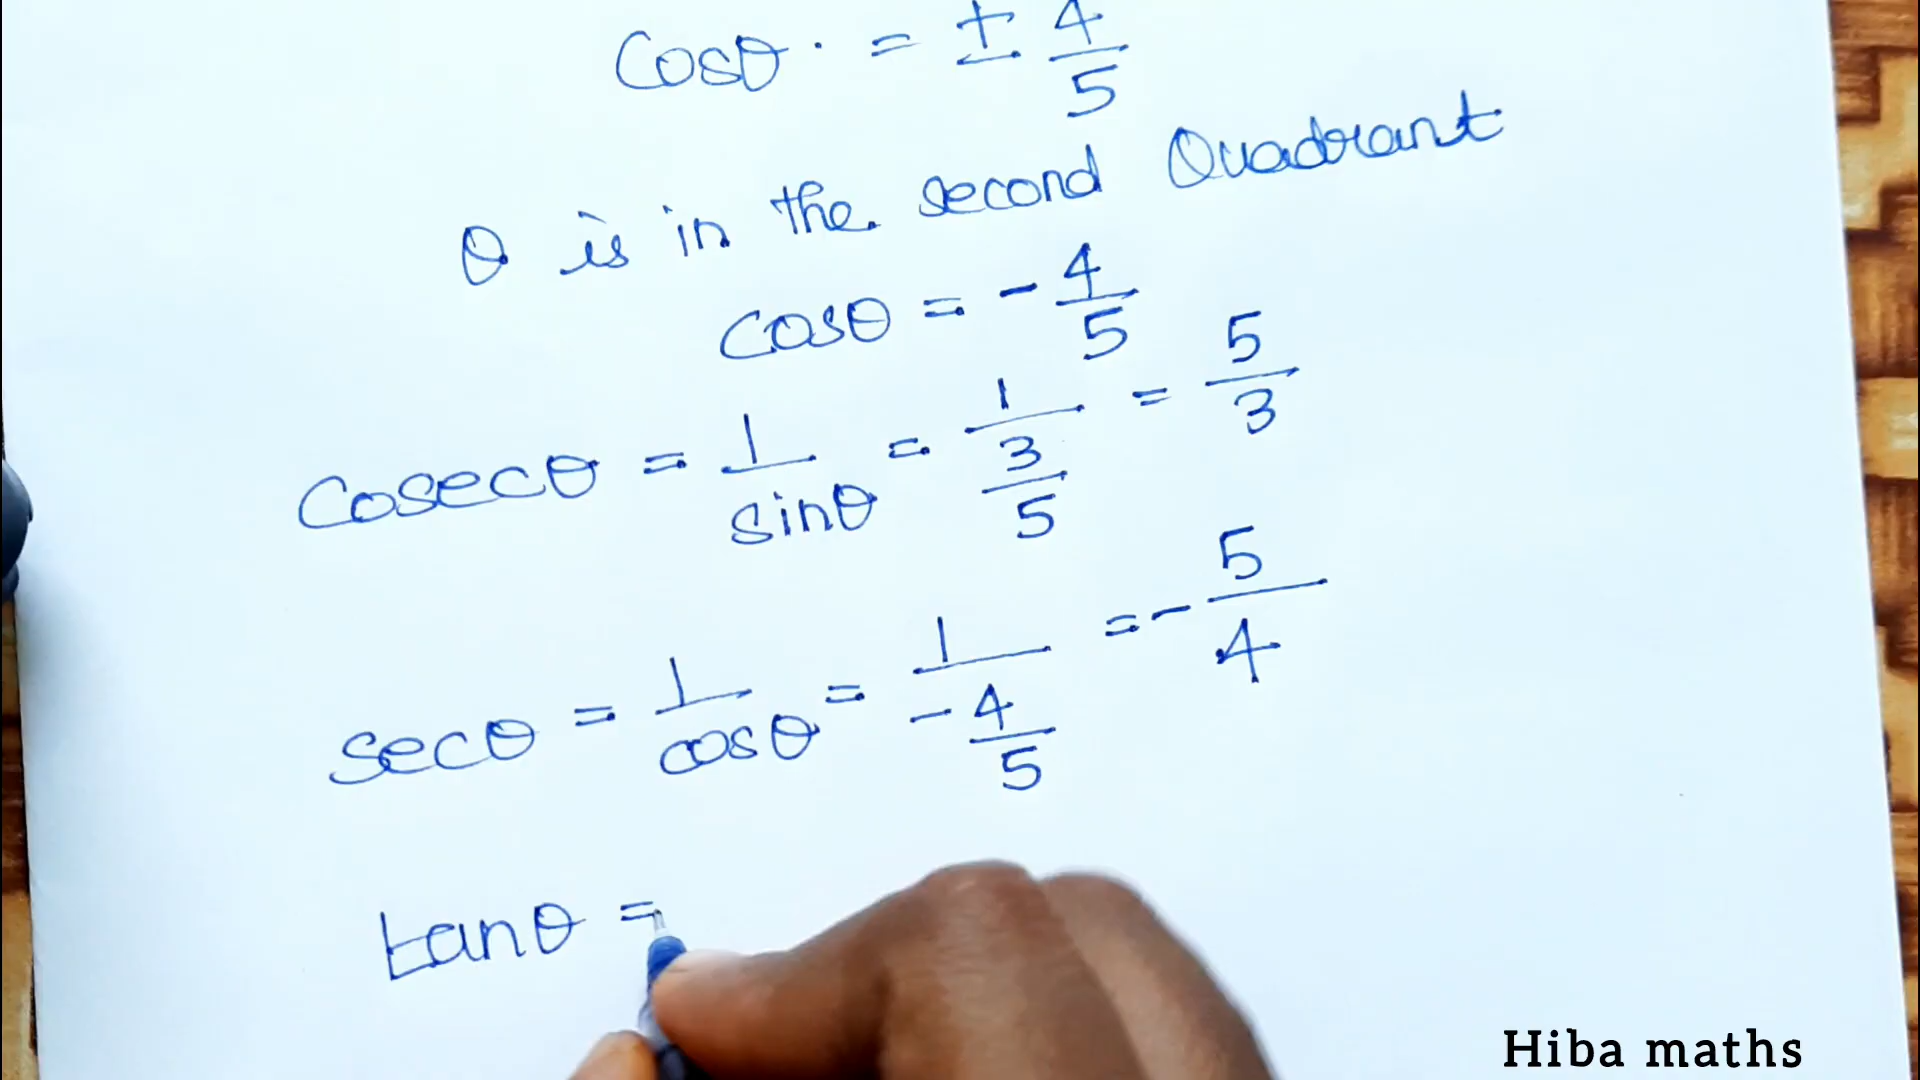 Cosθ = ± 4/5
θ is in the second Quadrant
cosθ = - 4/5
Cosecθ = 1/sinθ = 1/(3/5) = 5/3
secθ = 1/cosθ = 1/(-4/5) = - 5/4
tanθ =
Hiba maths